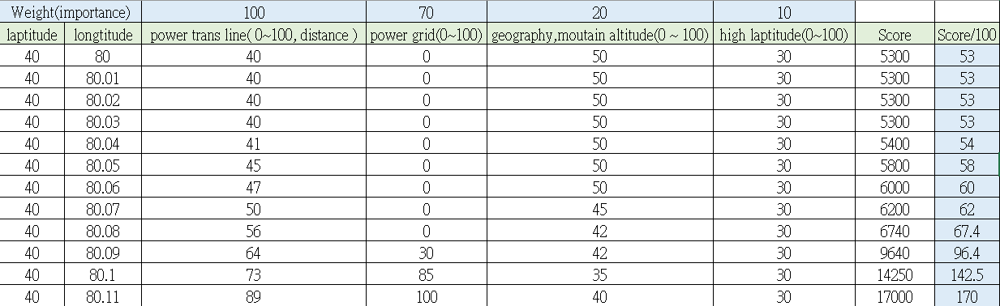 Weight(importance) 100 70 20 10
laptitude longtitude power trans line( 0~100, distance ) power grid(0~100) geography,moutain altitude(0 ~ 100) high laptitude(0~100) Score Score/100
40 80 40 0 50 30 5300 53
40 80.01 40 0 50 30 5300 53
40 80.02 40 0 50 30 5300 53
40 80.03 40 0 50 30 5300 53
40 80.04 41 0 50 30 5400 54
40 80.05 45 0 50 30 5800 58
40 80.06 47 0 50 30 6000 60
40 80.07 50 0 45 30 6200 62
40 80.08 56 0 42 30 6740 67.4
40 80.09 64 30 42 30 9640 96.4
40 80.1 73 85 35 30 14250 142.5
40 80.11 89 100 40 30 17000 170